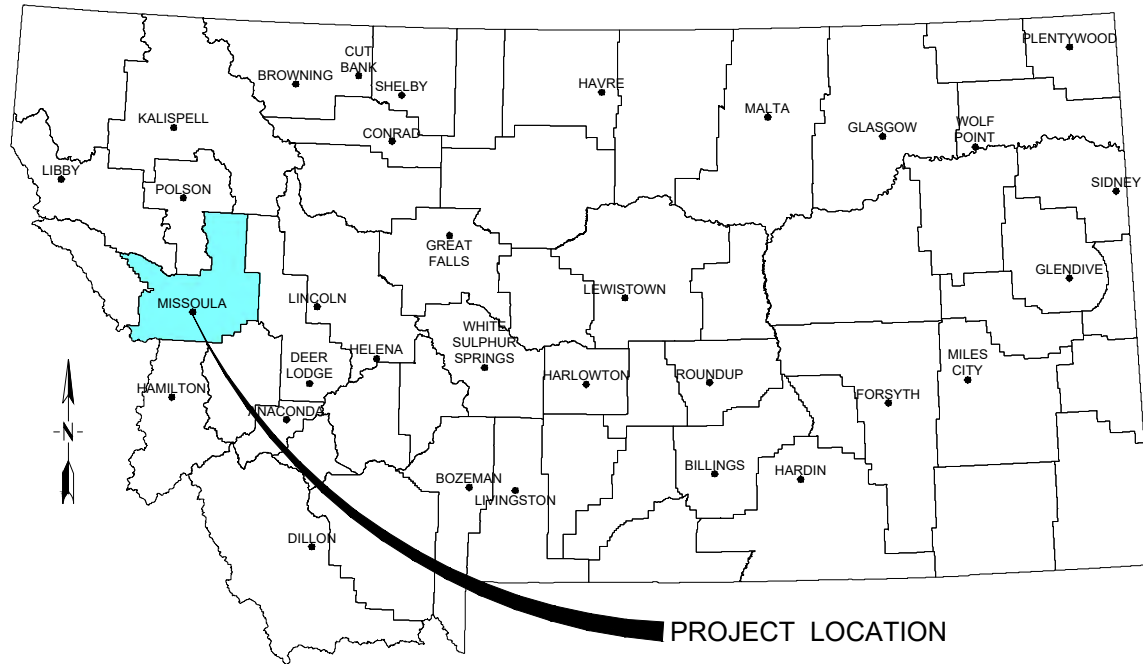 PLENTYWOOD
CUT
BANK
BROWNING
SHELBY
HAVRE
MALTA
KALISPELL
CONRAD
GLASGOW
WOLF
POINT
LIBBY
POLSON
SIDNEY
GREAT
FALLS
GLENDIVE
MISSOULA
LINCOLN
LEWISTOWN
WHITE
SULPHUR
SPRINGS
HELENA
DEER
LODGE
HARLOWTON
ROUNDUP
MILES
CITY
HAMILTON
FORSYTH
ANACONDA
-N-
BOZEMAN
LIVINGSTON
BILLINGS
HARDIN
DILLON
PROJECT LOCATION